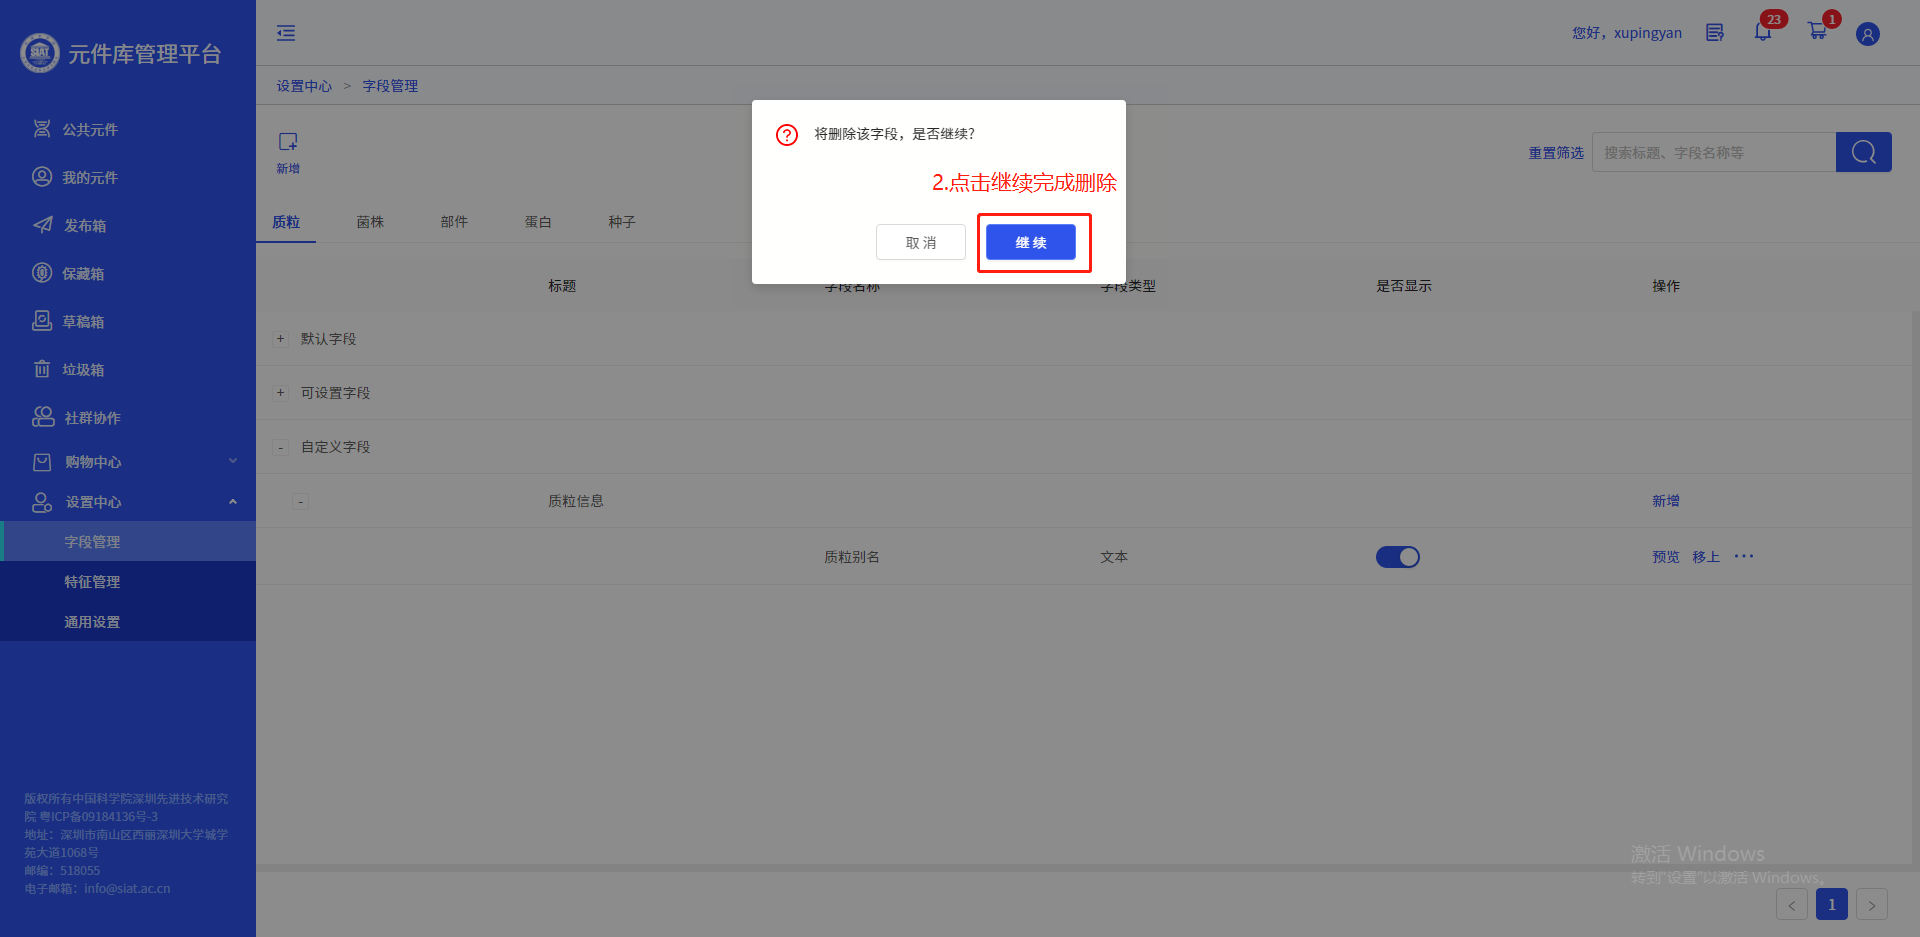 元件库管理平台
公共元件
我的元件
发布箱
保藏箱
草稿箱
垃圾箱
社群协作
购物中心
设置中心
字段管理
特征管理
通用设置
版权所有中国科学院深圳先进技术研究
院 粤ICP备09184136号-3
地址：深圳市南山区西丽深圳大学城学
苑大道1068号
邮编：518055
电子邮箱：info@siat.ac.cn
您好，xupingyan
23
1
设置中心 > 字段管理
新增
重置筛选
搜索标题、字段名称等
质粒 菌株 部件 蛋白 种子
将删除该字段，是否继续?
2.点击继续完成删除
取 消
继 续
标题 字段名称 字段类型 是否显示 操作
+ 默认字段
+ 可设置字段
- 自定义字段
- 质粒信息 新增
质粒别名 文本 预览 移上 ···
激活 Windows
转到"设置"以激活 Windows。
< 1 >
SIAT